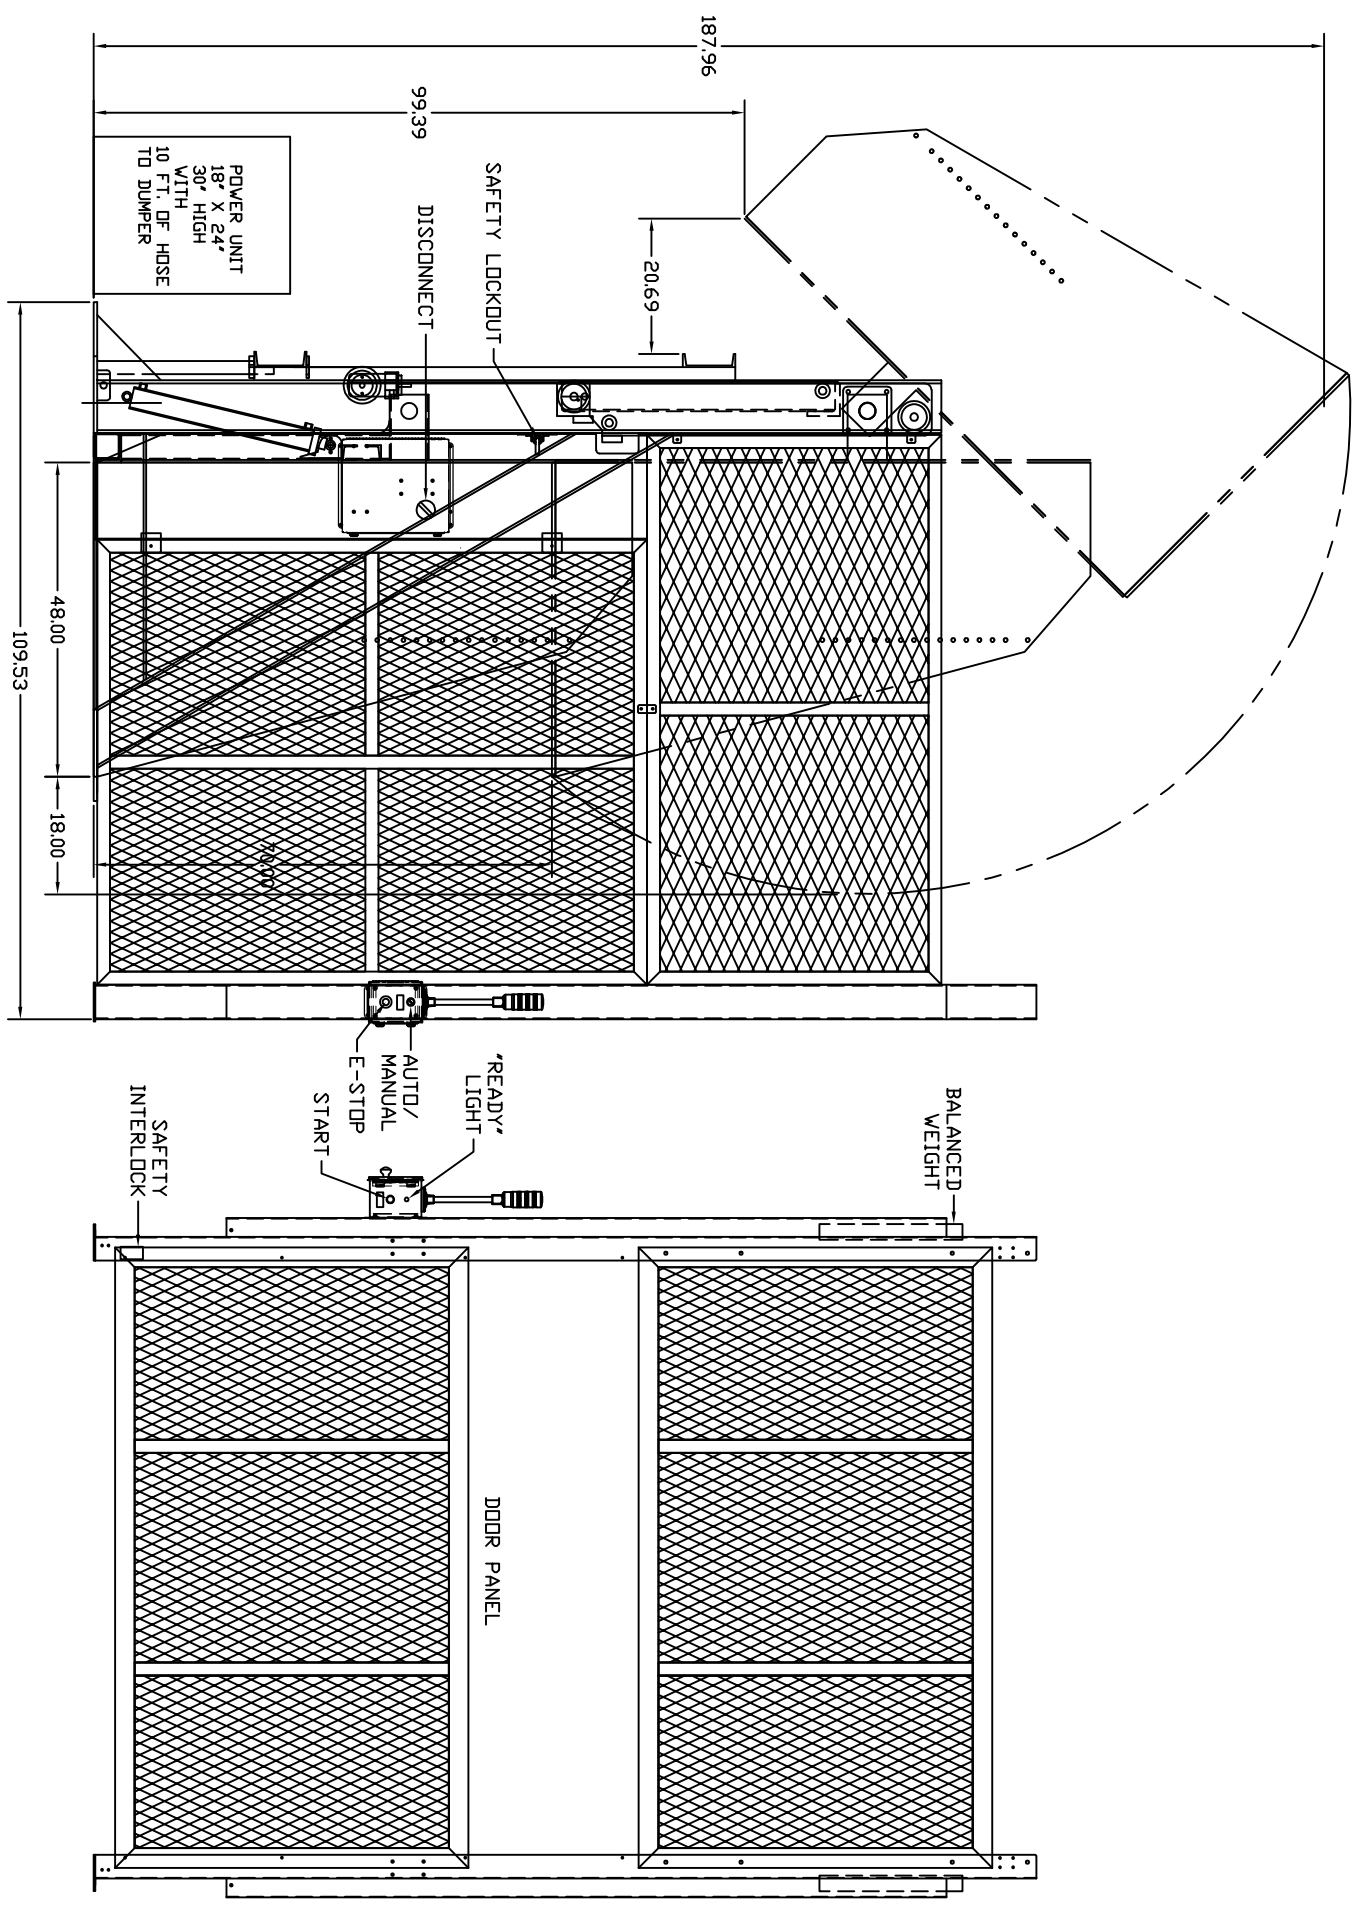 BALANCED
WEIGHT
187.96
20.69
SAFETY LOCKOUT
"READY"
LIGHT
DOOR PANEL
99.39
DISCONNECT
AUTO/
MANUAL
E-STOP
START
70.00
POWER UNIT
18" X 24"
30" HIGH
WITH
10 FT. OF HOSE
TO DUMPER
SAFETY
INTERLOCK
48.00
18.00
109.53